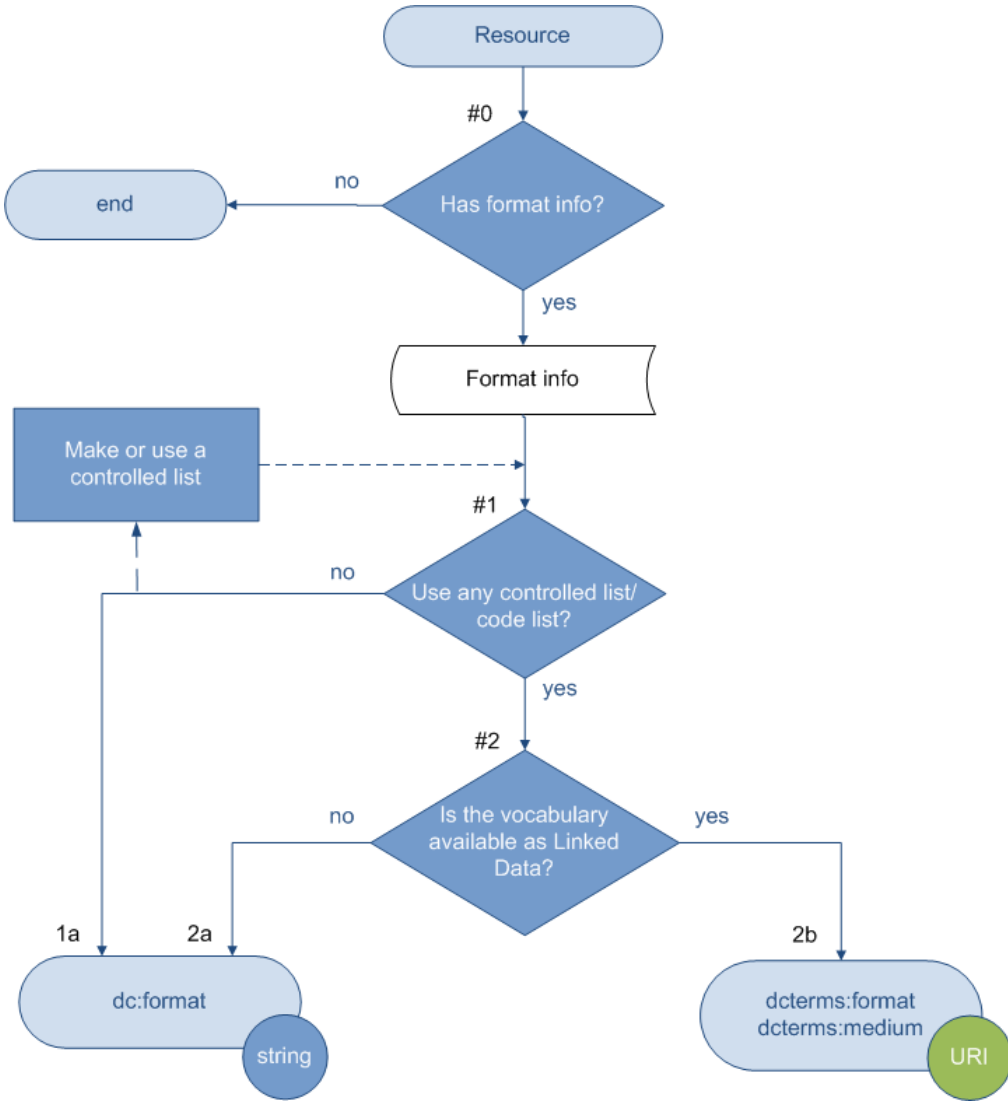 Resource
#0
Has format info?
no
end
yes
Format info
Make or use a
controlled list
#1
no
Use any controlled list/
code list?
yes
#2
no
Is the vocabulary
available as Linked
Data?
yes
1a
2a
2b
dc:format
string
dcterms:format
dcterms:medium
URI